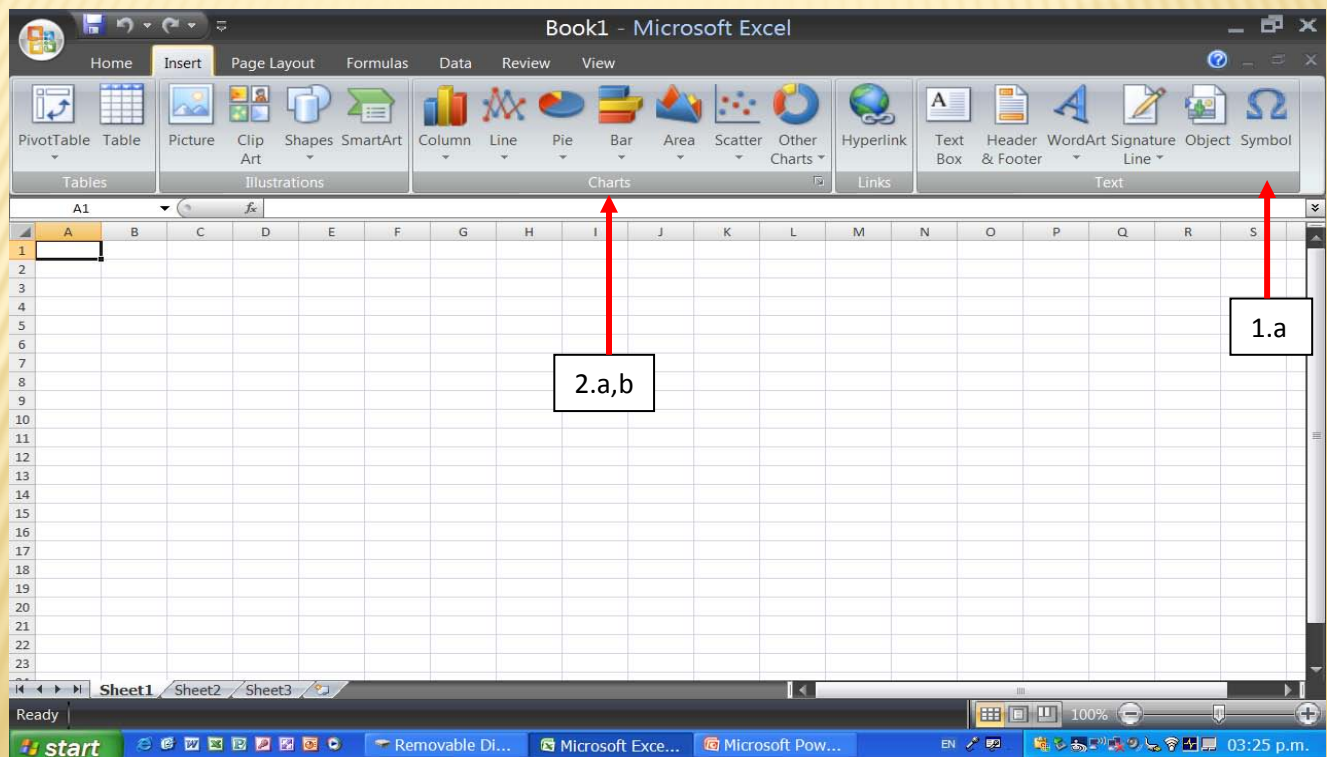 Book1 - Microsoft Excel
Home Insert Page Layout Formulas Data Review View
PivotTable Table Picture Clip Art Shapes SmartArt Column Line Pie Bar Area Scatter Other Charts Hyperlink Text Box Header & Footer WordArt Signature Line Object Symbol
Tables Illustrations Charts Links Text
A1 fx
A B C D E F G H I J K L M N O P Q R S
1
2
3
4
5
1.a
6
7
8
2.a,b
9
10
11
12
13
14
15
16
17
18
19
20
21
22
23
Sheet1 Sheet2 Sheet3
Ready 100%
start Removable Di... Microsoft Exce... Microsoft Pow... EN 03:25 p.m.